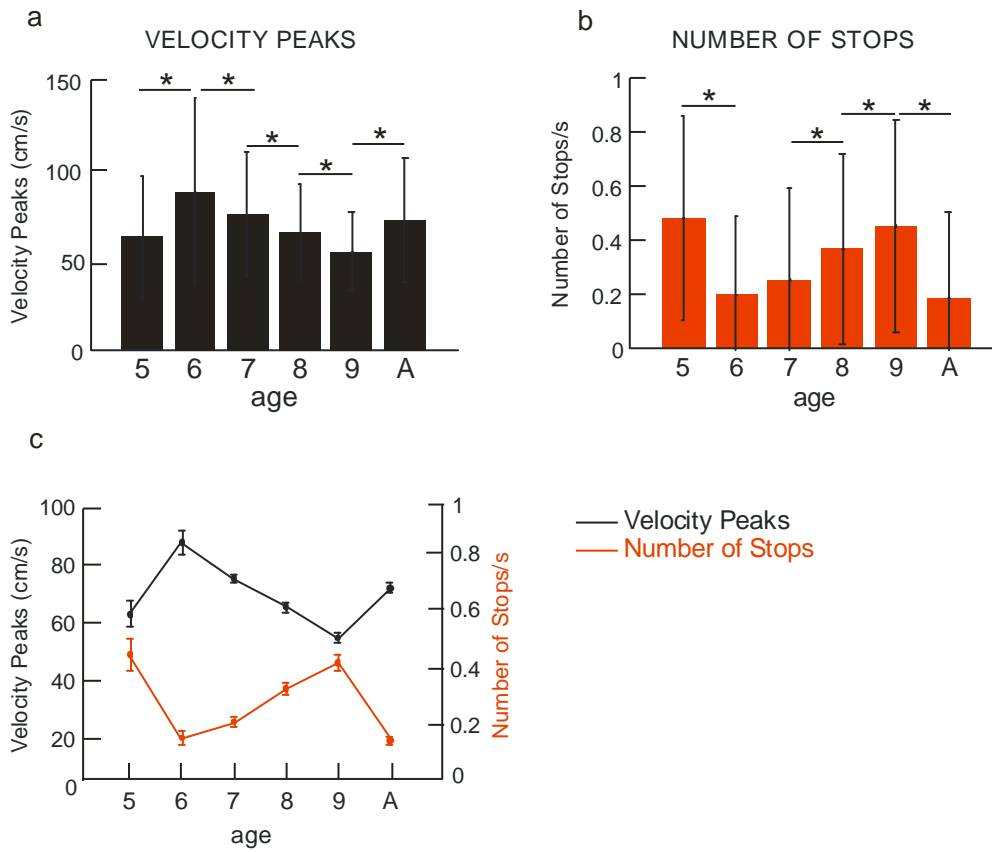 a
VELOCITY PEAKS
Velocity Peaks (cm/s)
150
100
50
0
* * * * *
5 6 7 8 9 A
age
b
NUMBER OF STOPS
Number of Stops/s
1
0.8
0.6
0.4
0.2
0
* * * *
5 6 7 8 9 A
age
c
Velocity Peaks (cm/s)
100
80
60
40
20
0
1
0.8
0.6
0.4
0.2
0
Number of Stops/s
5 6 7 8 9 A
age
Velocity Peaks
Number of Stops